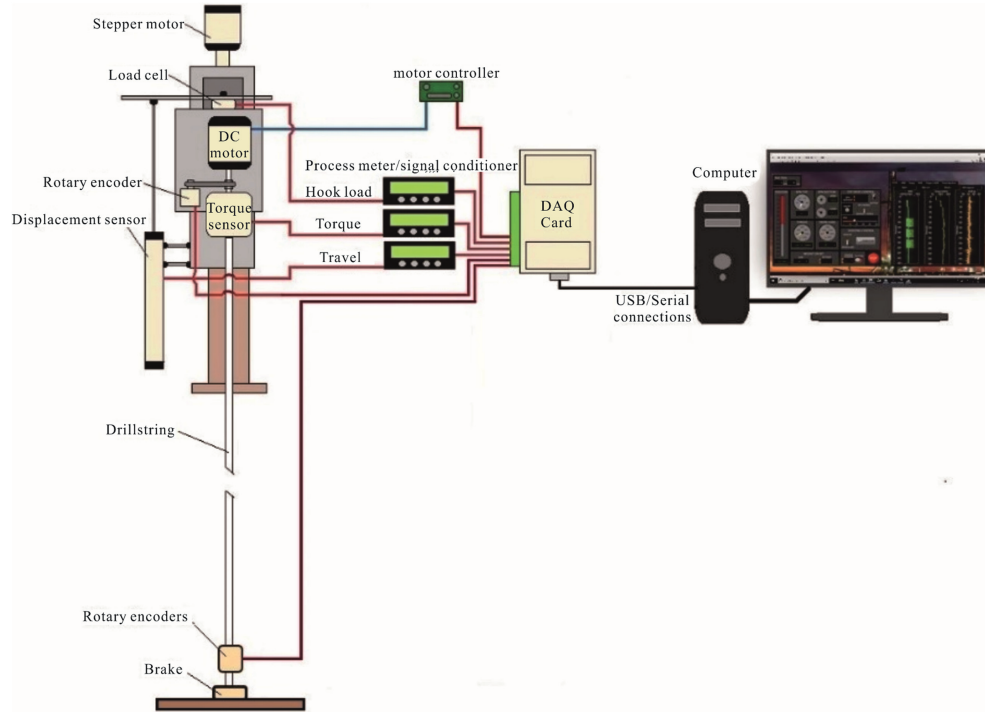 Stepper motor
Load cell
motor controller
DC
motor
Process meter/signal conditioner
Computer
Rotary encoder
Hook load
Displacement sensor
Torque
sensor
Torque
DAQ
Card
Travel
USB/Serial
connections
Drillstring
Rotary encoders
Brake